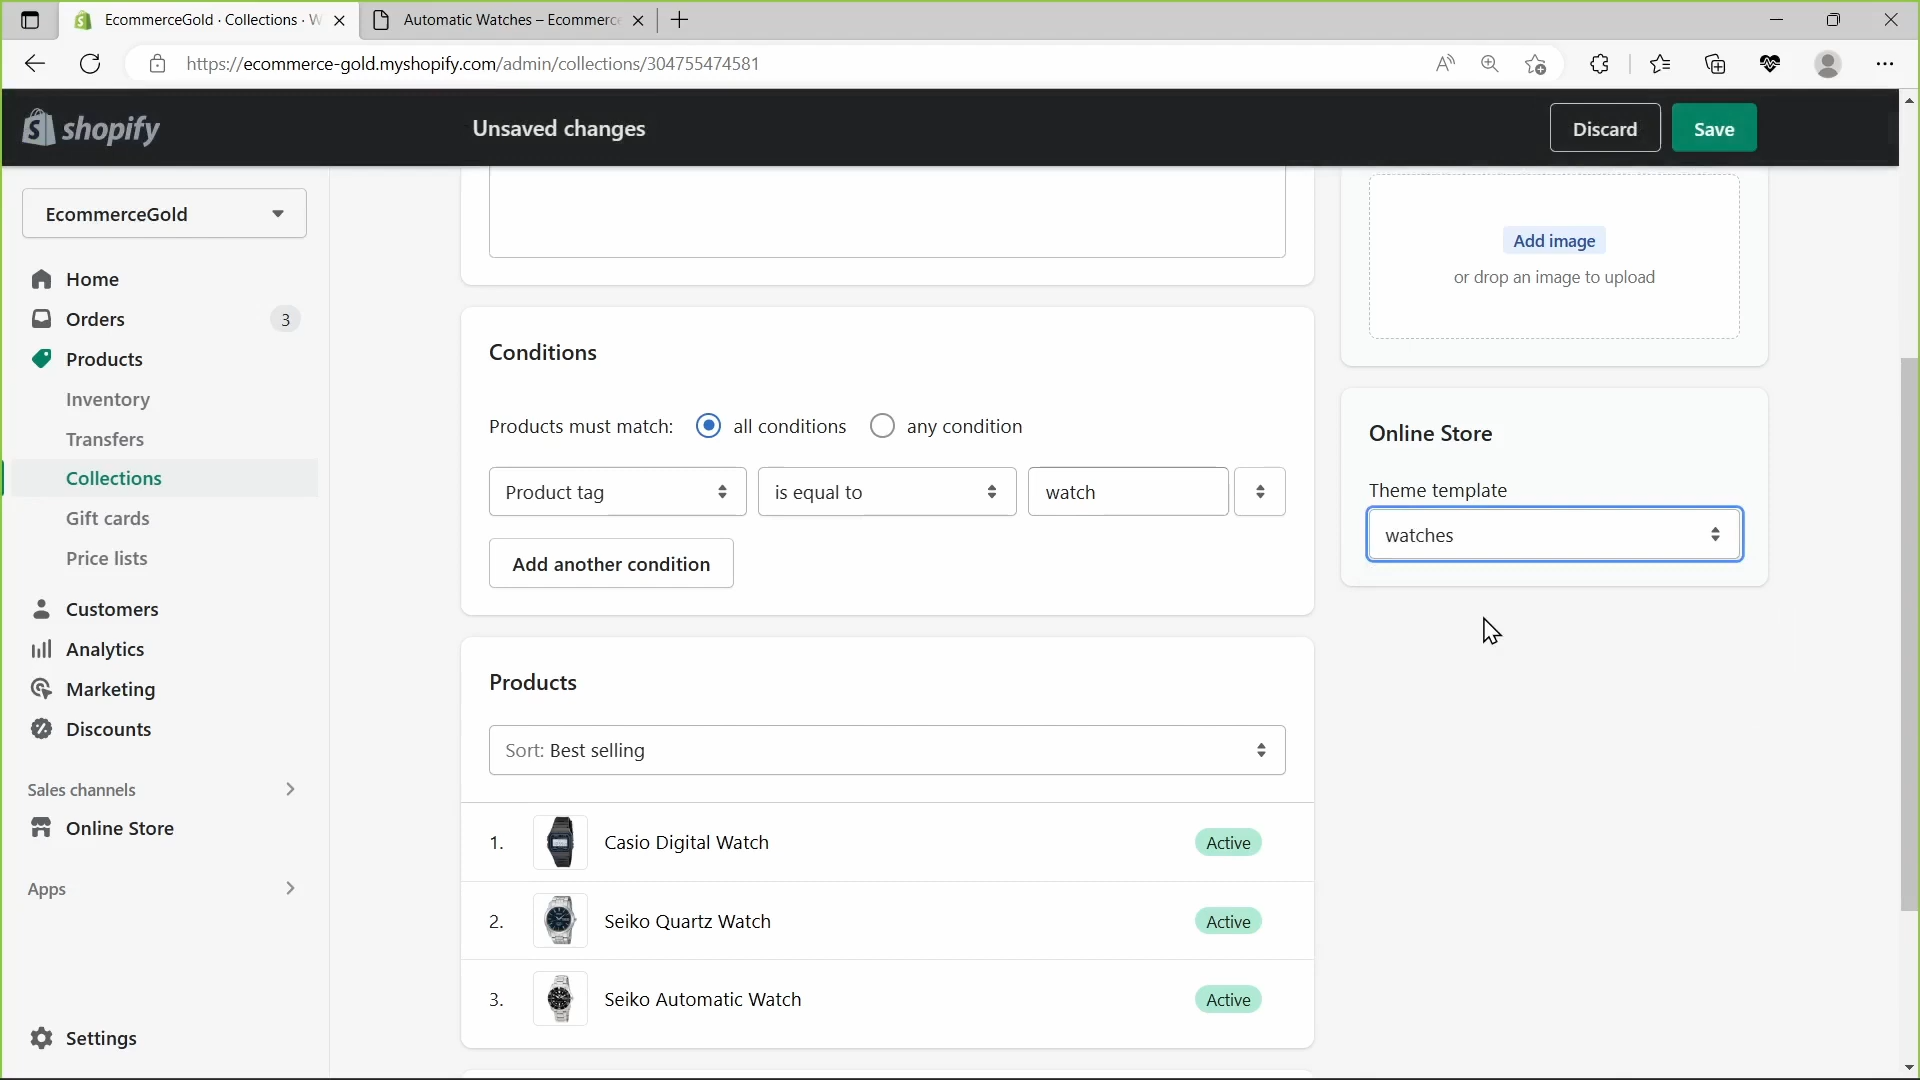 EcommerceGold · Collections · W
Automatic Watches – Ecommerce
https://ecommerce-gold.myshopify.com/admin/collections/304755474581
shopify
Unsaved changes
Discard
Save
EcommerceGold
Home
Orders
3
Products
Inventory
Transfers
Collections
Gift cards
Price lists
Customers
Analytics
Marketing
Discounts
Sales channels
Online Store
Apps
Settings
Conditions
Products must match:
all conditions
any condition
Product tag
is equal to
watch
Add another condition
Products
Sort: Best selling
1. Casio Digital Watch Active
2. Seiko Quartz Watch Active
3. Seiko Automatic Watch Active
Add image
or drop an image to upload
Online Store
Theme template
watches